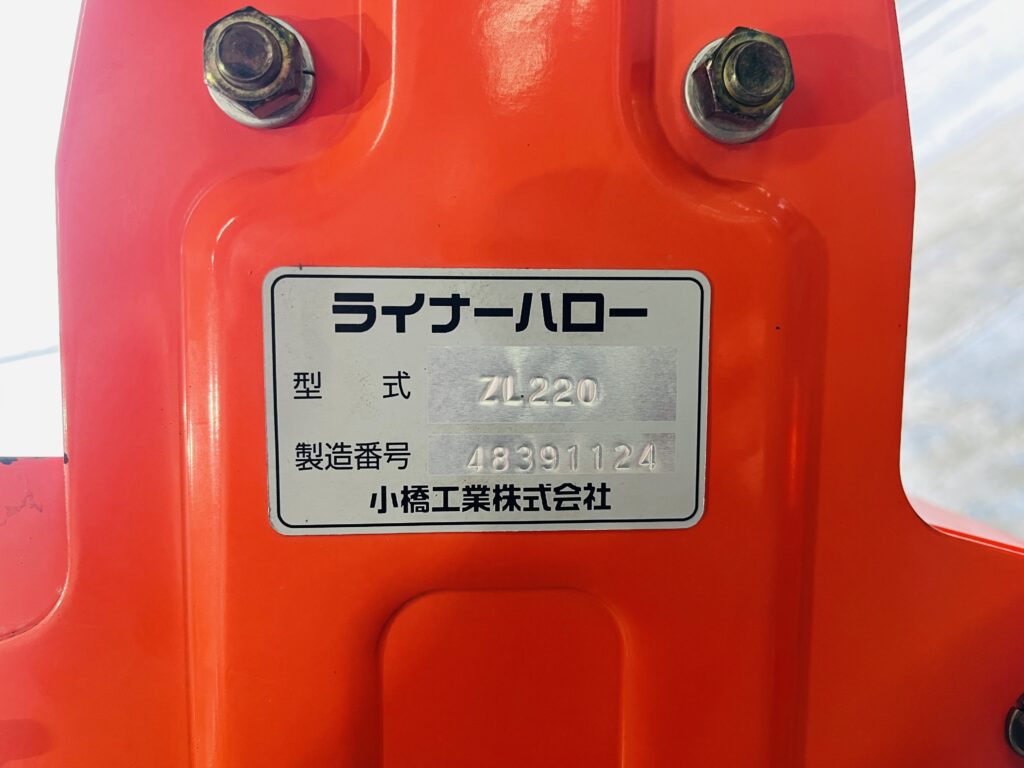 ライナーハロー
型 式 ZL220
製造番号 48391124
小橋工業株式会社